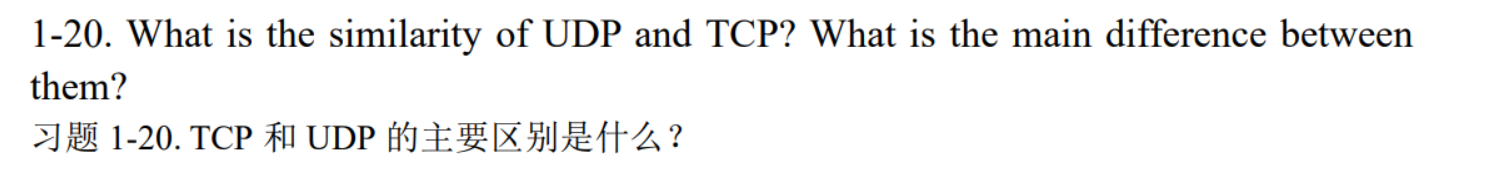 1-20. What is the similarity of UDP and TCP? What is the main difference between
them?
习题 1-20. TCP 和 UDP 的主要区别是什么？